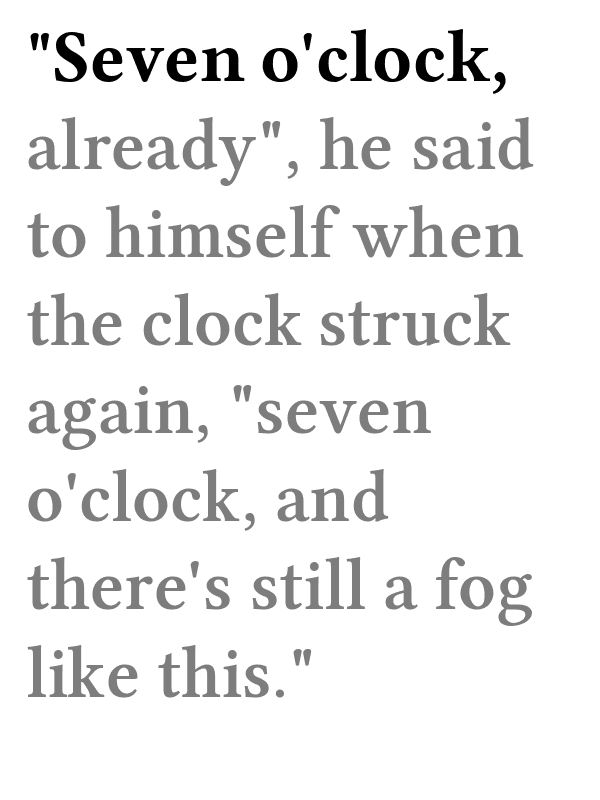 "Seven o'clock,
already", he said
to himself when
the clock struck
again, "seven
o'clock, and
there's still a fog
like this."